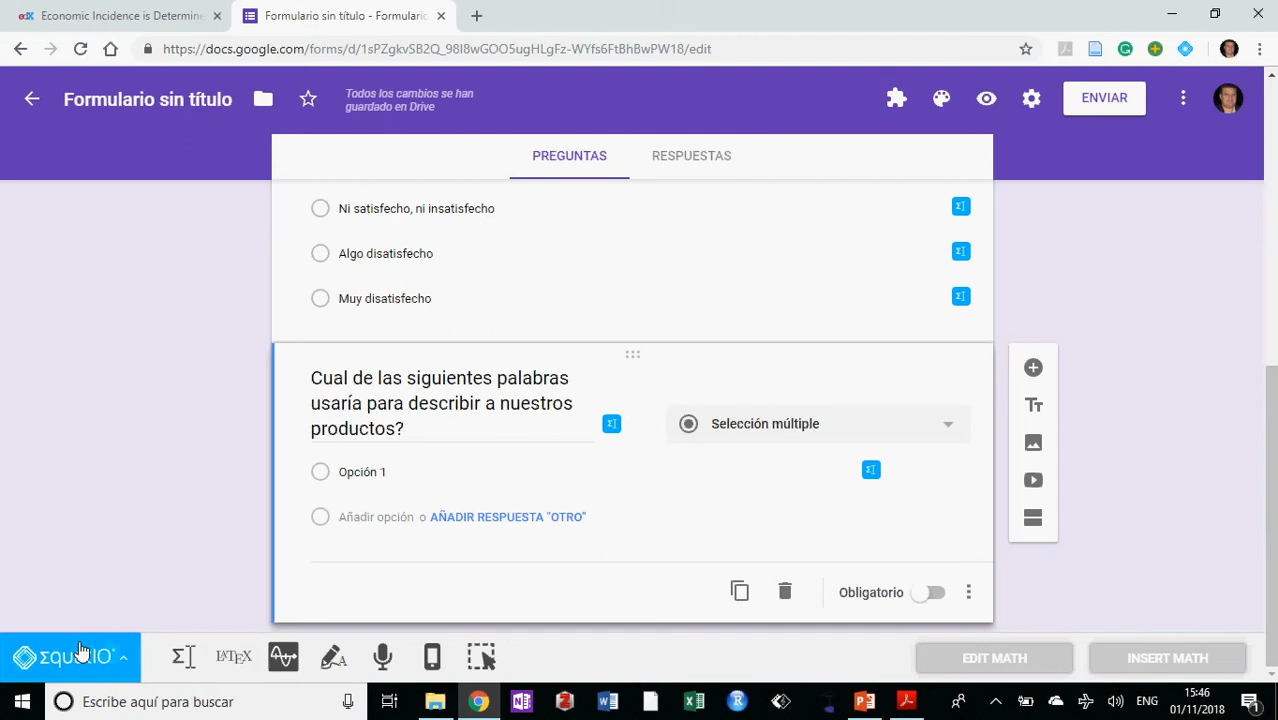 Economic Incidence is Determine
Formulario sin título - Formulario
https://docs.google.com/forms/d/1sPZgkvSB2Q_98I8wGOO5ugHLgFz-WYfs6FtBhBwPW18/edit
Formulario sin título
Todos los cambios se han
guardado en Drive
ENVIAR
PREGUNTAS
RESPUESTAS
Ni satisfecho, ni insatisfecho
Algo disatisfecho
Muy disatisfecho
Cual de las siguientes palabras
usaría para describir a nuestros
productos?
Selección múltiple
Opción 1
Añadir opción o AÑADIR RESPUESTA "OTRO"
Obligatorio
EQUATIO
LATEX
EDIT MATH
INSERT MATH
Escribe aquí para buscar
ENG
15:46
01/11/2018